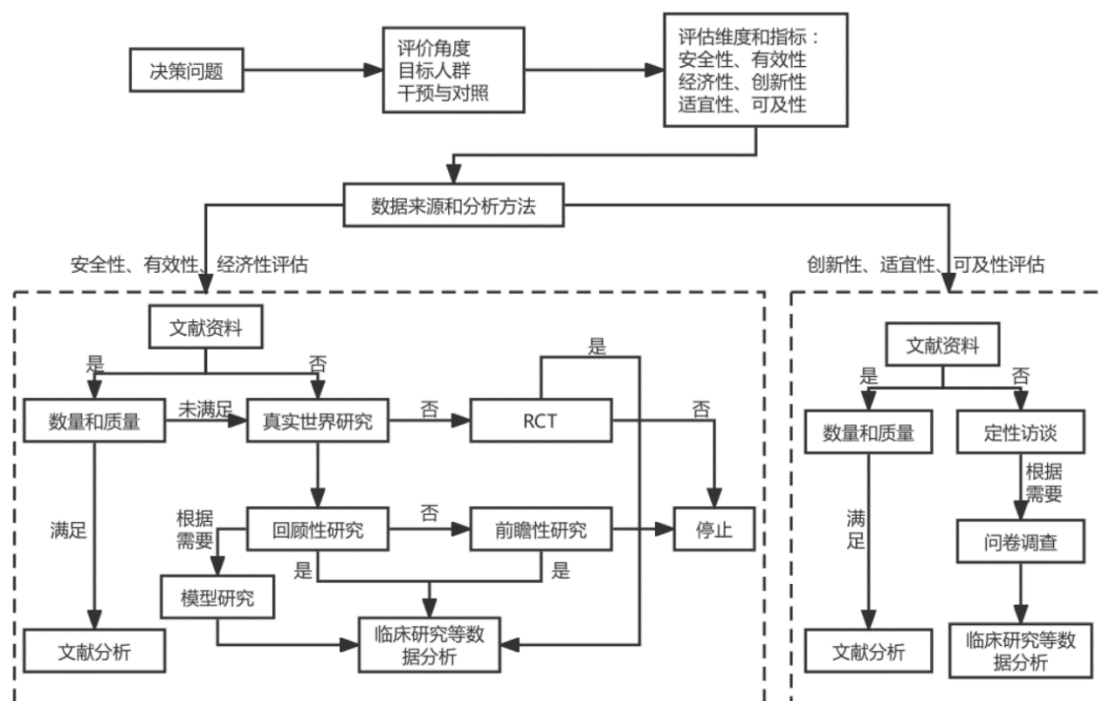 决策问题
评价角度
目标人群
干预与对照
评估维度和指标：
安全性、有效性
经济性、创新性
适宜性、可及性
数据来源和分析方法
安全性、有效性、经济性评估
文献资料
是
否
是
数量和质量
未满足
真实世界研究
否
RCT
否
满足
根据
需要
回顾性研究
否
前瞻性研究
停止
是
是
模型研究
文献分析
临床研究等数
据分析
创新性、适宜性、可及性评估
文献资料
是
否
数量和质量
定性访谈
根据
需要
满
足
问卷调查
文献分析
临床研究等数
据分析